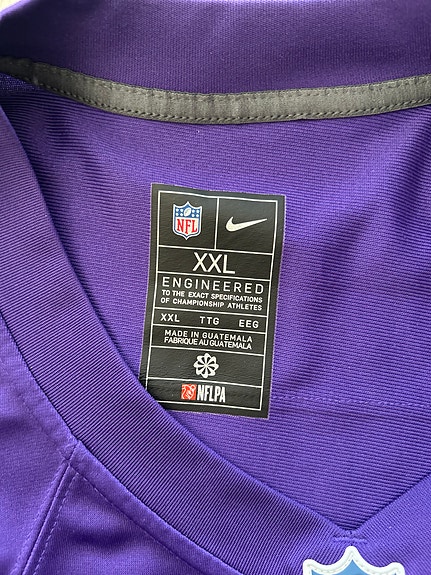 NFL
XXL
ENGINEERED
TO THE EXACT SPECIFICATIONS
OF CHAMPIONSHIP ATHLETES
XXL TTG EEG
MADE IN GUATEMALA
FABRIQUE AU GUATEMALA
NFLPA